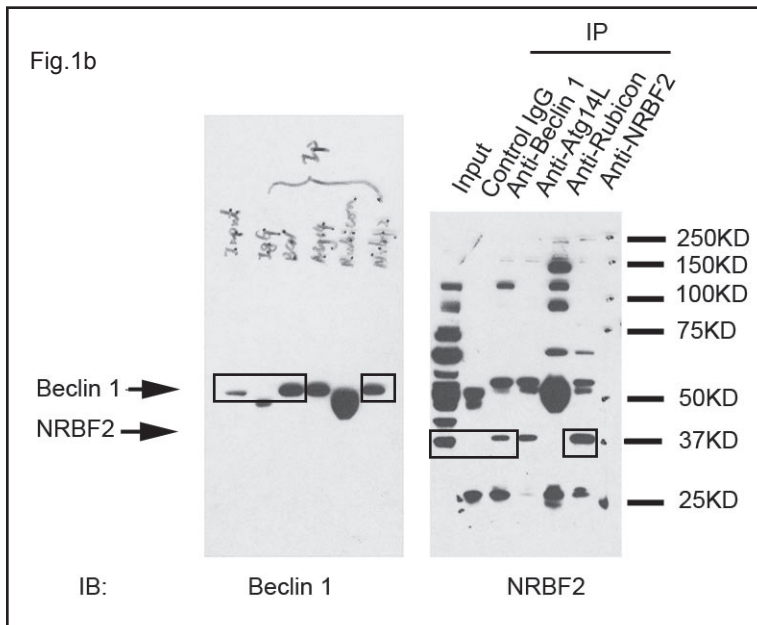 Fig.1b
IP
Input
Control IgG
Anti-Beclin 1
Anti-Atg14L
Anti-Rubicon
Anti-NRBF2
IP
Input
IgG
Atg14
Rubicon
Beclin 1
NRBF2
250KD
150KD
100KD
75KD
50KD
37KD
25KD
IB:
Beclin 1
NRBF2